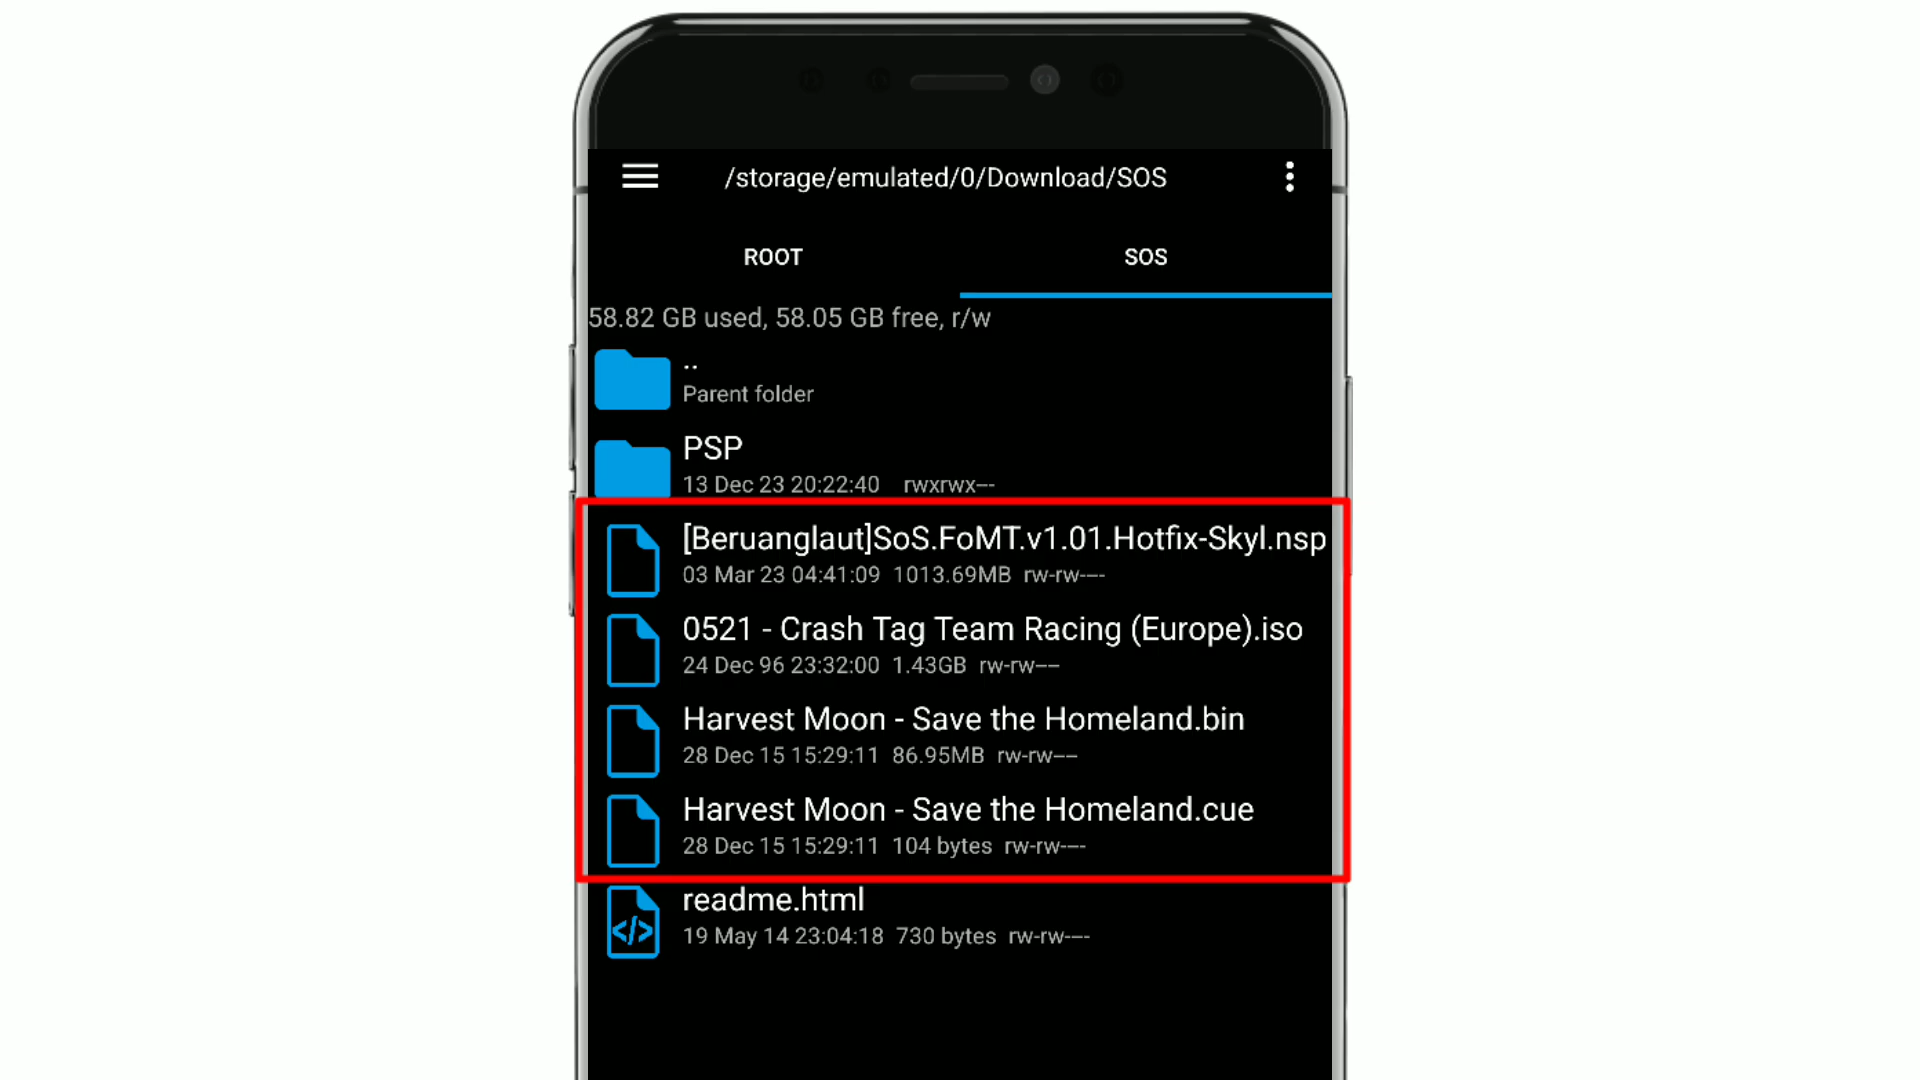 /storage/emulated/0/Download/SOS
ROOT
SOS
58.82 GB used, 58.05 GB free, r/w
..
Parent folder
PSP
13 Dec 23 20:22:40 rwxrwx---
[Beruanglaut]SoS.FoMT.v1.01.Hotfix-Skyl.nsp
03 Mar 23 04:41:09 1013.69MB rw-rw----
0521 - Crash Tag Team Racing (Europe).iso
24 Dec 96 23:32:00 1.43GB rw-rw----
Harvest Moon - Save the Homeland.bin
28 Dec 15 15:29:11 86.95MB rw-rw----
Harvest Moon - Save the Homeland.cue
28 Dec 15 15:29:11 104 bytes rw-rw----
readme.html
19 May 14 23:04:18 730 bytes rw-rw----